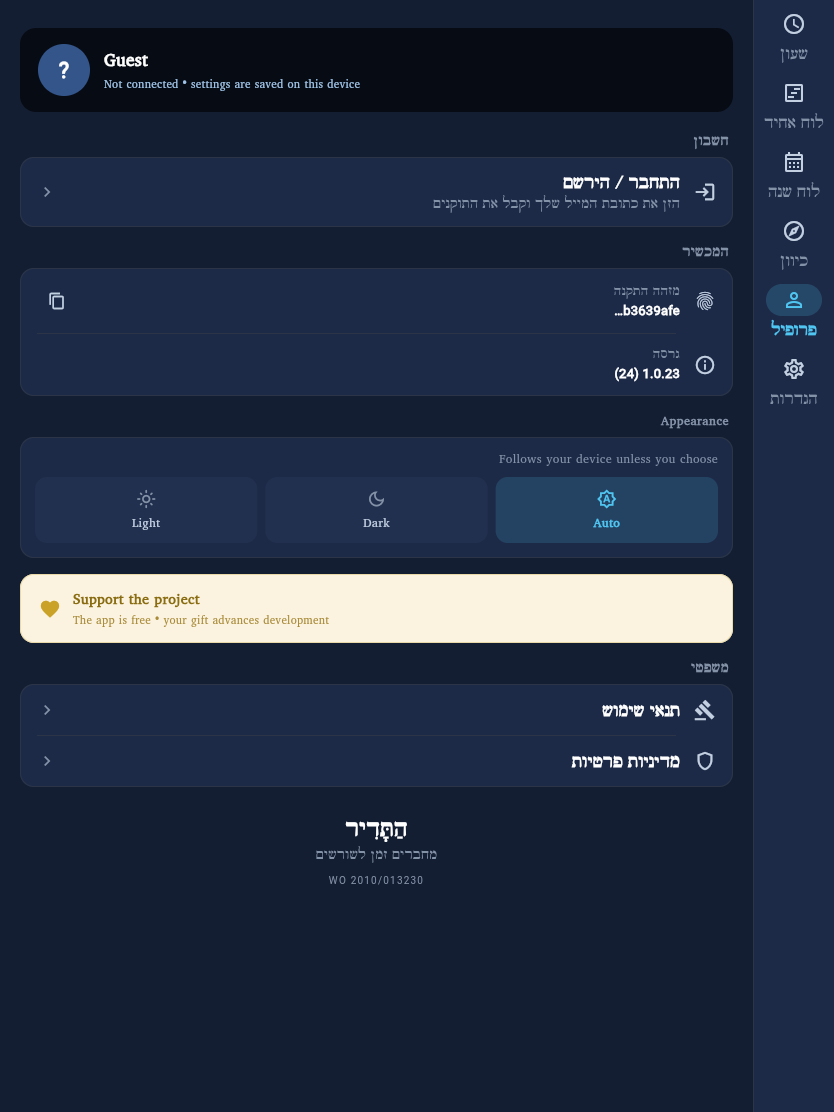 Guest
Not connected • settings are saved on this device
חשבון
התחבר / הירשם
הזן את כתובת המייל שלך וקבל את התוקנים
המכשיר
מזהה התקנה
b3639afe…
גרסה
1.0.23 (24)
Appearance
Follows your device unless you choose
Light
Dark
Auto
Support the project
The app is free • your gift advances development
משפטי
תנאי שימוש
מדיניות פרטיות
הַתָּדִיר
מחברים זמן לשורשים
WO 2010/013230
שעון
לוח אחיד
לוח שנה
כיוון
פרופיל
הגדרות